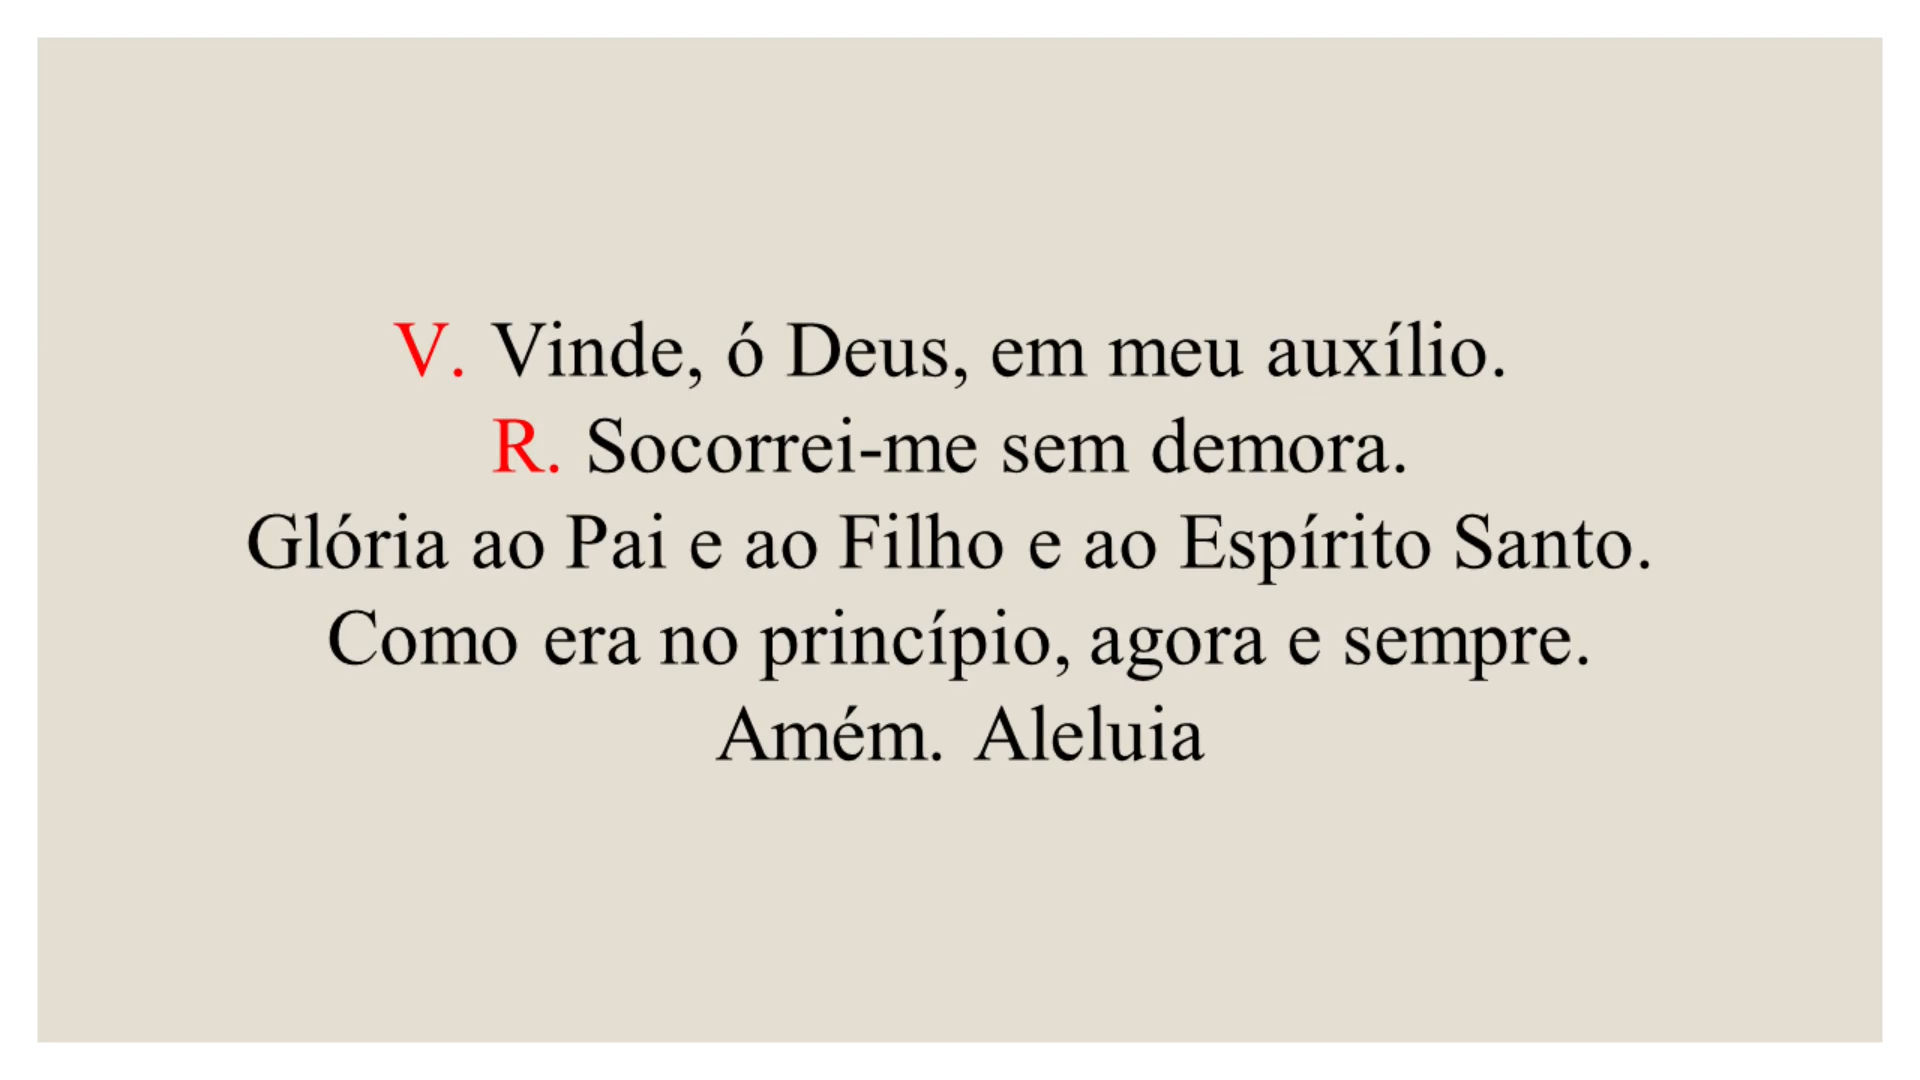 V. Vinde, ó Deus, em meu auxílio.
R. Socorrei-me sem demora.
Glória ao Pai e ao Filho e ao Espírito Santo.
Como era no princípio, agora e sempre.
Amém. Aleluia